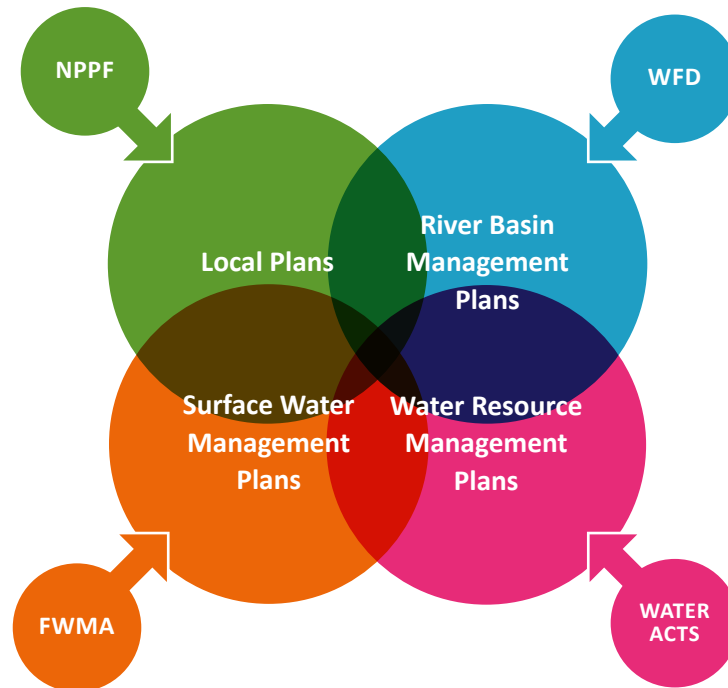 NPPF
WFD
Local Plans
River Basin
Management
Plans
Surface Water
Management
Plans
Water Resource
Management
Plans
FWMA
WATER
ACTS